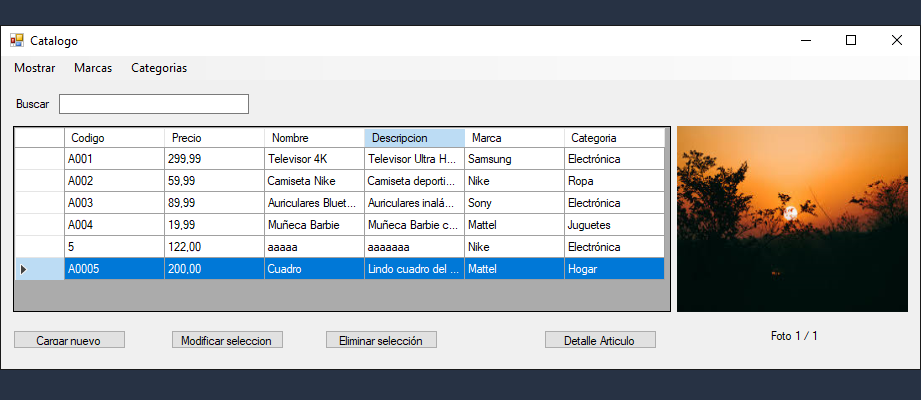 Catalogo
Mostrar Marcas Categorias
Buscar
Codigo Precio Nombre Descripcion Marca Categoria
A001 299,99 Televisor 4K Televisor Ultra H... Samsung Electrónica
A002 59,99 Camiseta Nike Camiseta deporti... Nike Ropa
A003 89,99 Auriculares Bluet... Auriculares inalá... Sony Electrónica
A004 19,99 Muñeca Barbie Muñeca Barbie c... Mattel Juguetes
5 122,00 aaaaa aaaaaaa Nike Electrónica
A0005 200,00 Cuadro Lindo cuadro del ... Mattel Hogar
Cargar nuevo Modificar seleccion Eliminar selección Detalle Articulo Foto 1 / 1